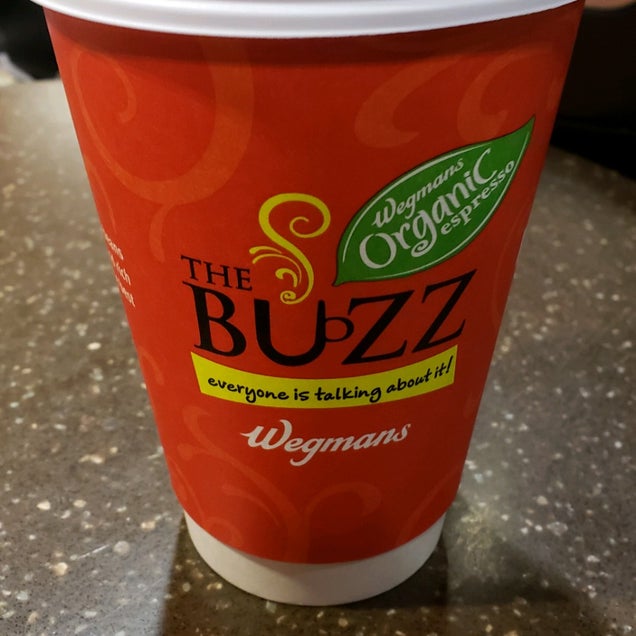 Wegmans
Organic
espresso
THE
BUZZ
everyone is talking about it!
Wegmans